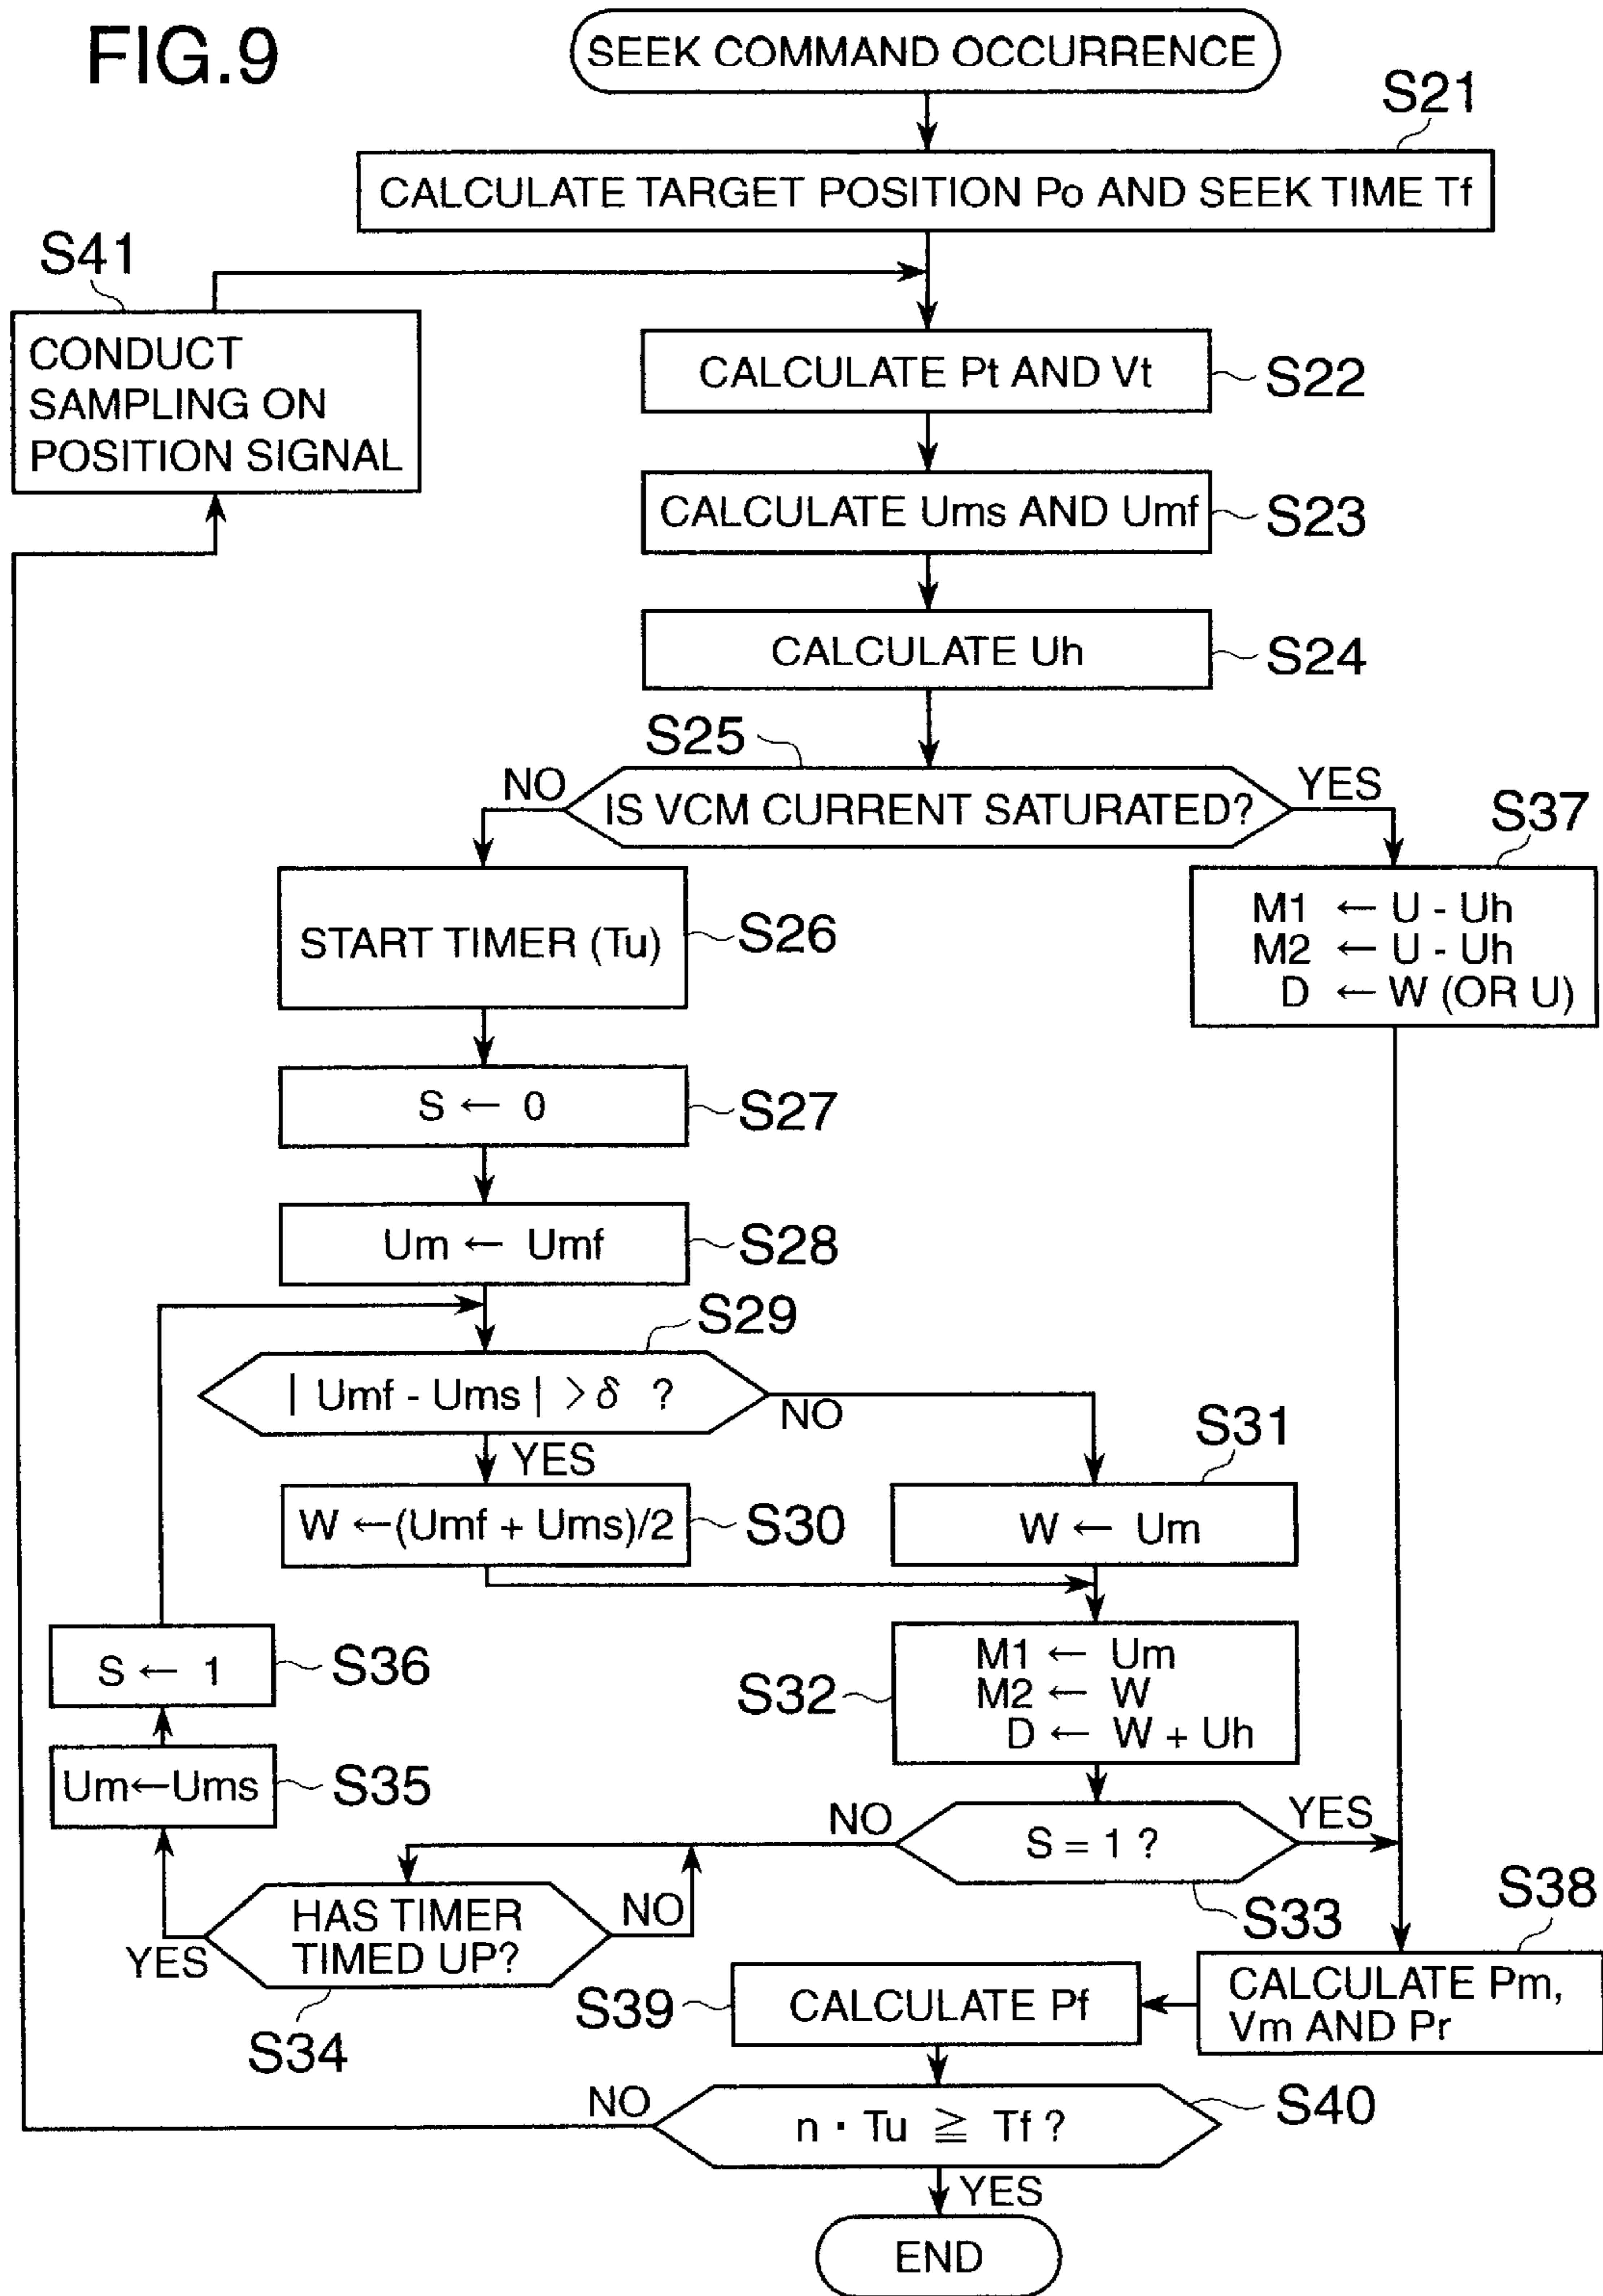 FIG.9
SEEK COMMAND OCCURRENCE
S21
CALCULATE TARGET POSITION Po AND SEEK TIME Tf
S41
CONDUCT
SAMPLING ON
POSITION SIGNAL
CALCULATE Pt AND Vt
S22
CALCULATE Ums AND Umf
S23
CALCULATE Uh
S24
S25
NO
IS VCM CURRENT SATURATED?
YES
S37
M1 ← U - Uh
M2 ← U - Uh
D ← W (OR U)
START TIMER (Tu)
S26
S ← 0
S27
Um ← Umf
S28
S29
| Umf - Ums | > δ ?
NO
YES
S31
W ← (Umf + Ums)/2
S30
W ← Um
S36
S ← 1
S32
M1 ← Um
M2 ← W
D ← W + Uh
Um←Ums
S35
NO
S = 1 ?
YES
S33
HAS TIMER
TIMED UP?
NO
YES
S34
S38
CALCULATE Pm,
Vm AND Pr
S39
CALCULATE Pf
NO
n · Tu ≧ Tf ?
S40
YES
END